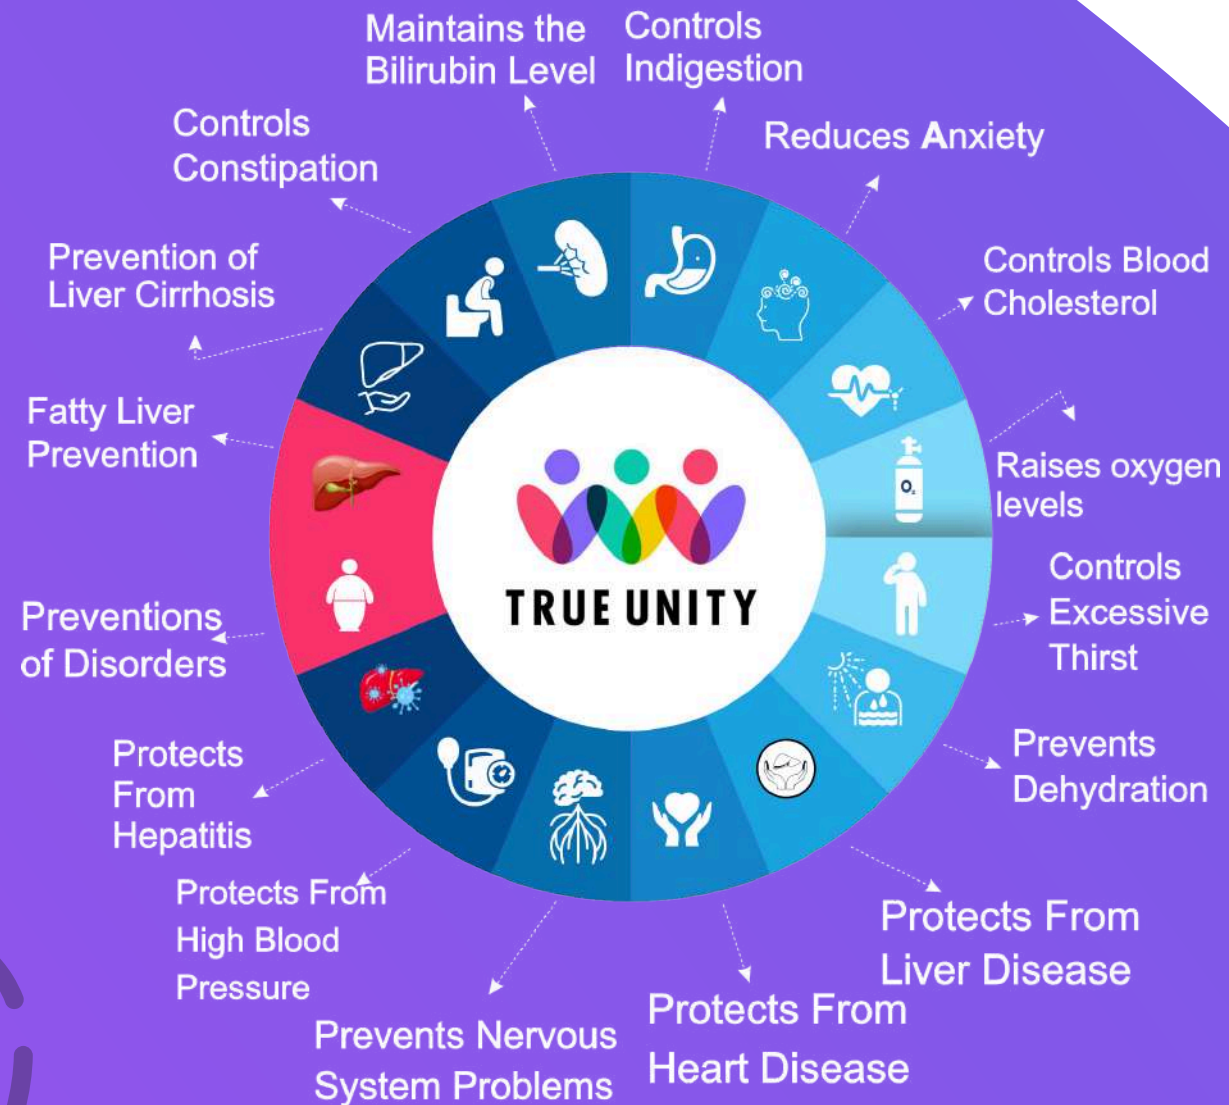 Maintains the
Bilirubin Level
Controls
Indigestion
Reduces Anxiety
Controls
Constipation
Controls Blood
Cholesterol
Prevention of
Liver Cirrhosis
Raises oxygen
levels
O₂
Fatty Liver
Prevention
TRUE UNITY
Controls
Excessive
Thirst
Preventions
of Disorders
Prevents
Dehydration
Protects
From
Hepatitis
Protects From
Liver Disease
Protects From
High Blood
Pressure
Protects From
Heart Disease
Prevents Nervous
System Problems